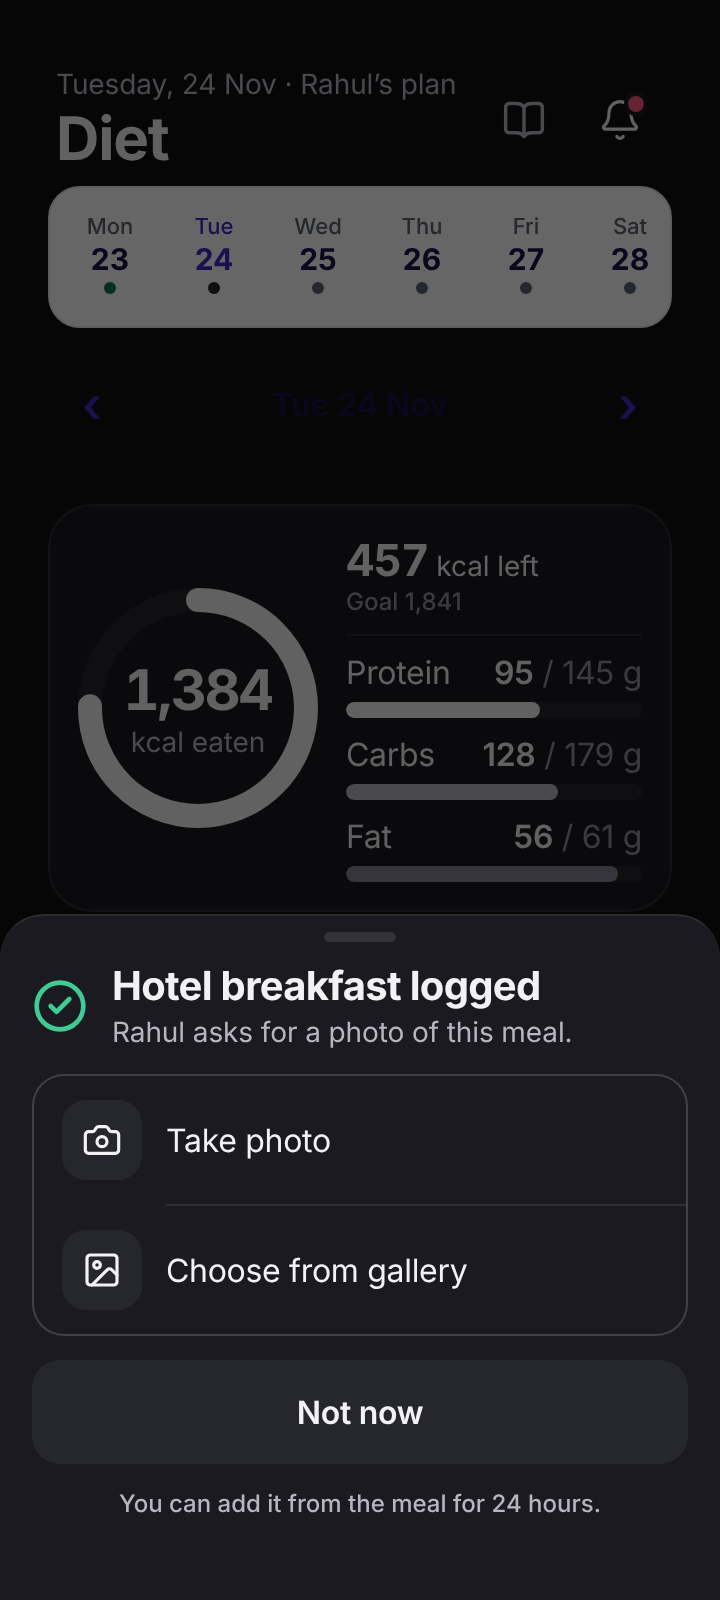 Tuesday, 24 Nov · Rahul’s plan
Diet
Mon Tue Wed Thu Fri Sat
23 24 25 26 27 28
‹ Tue 24 Nov ›
457 kcal left
Goal 1,841
1,384
kcal eaten
Protein 95 / 145 g
Carbs 128 / 179 g
Fat 56 / 61 g
Hotel breakfast logged
Rahul asks for a photo of this meal.
Take photo
Choose from gallery
Not now
You can add it from the meal for 24 hours.